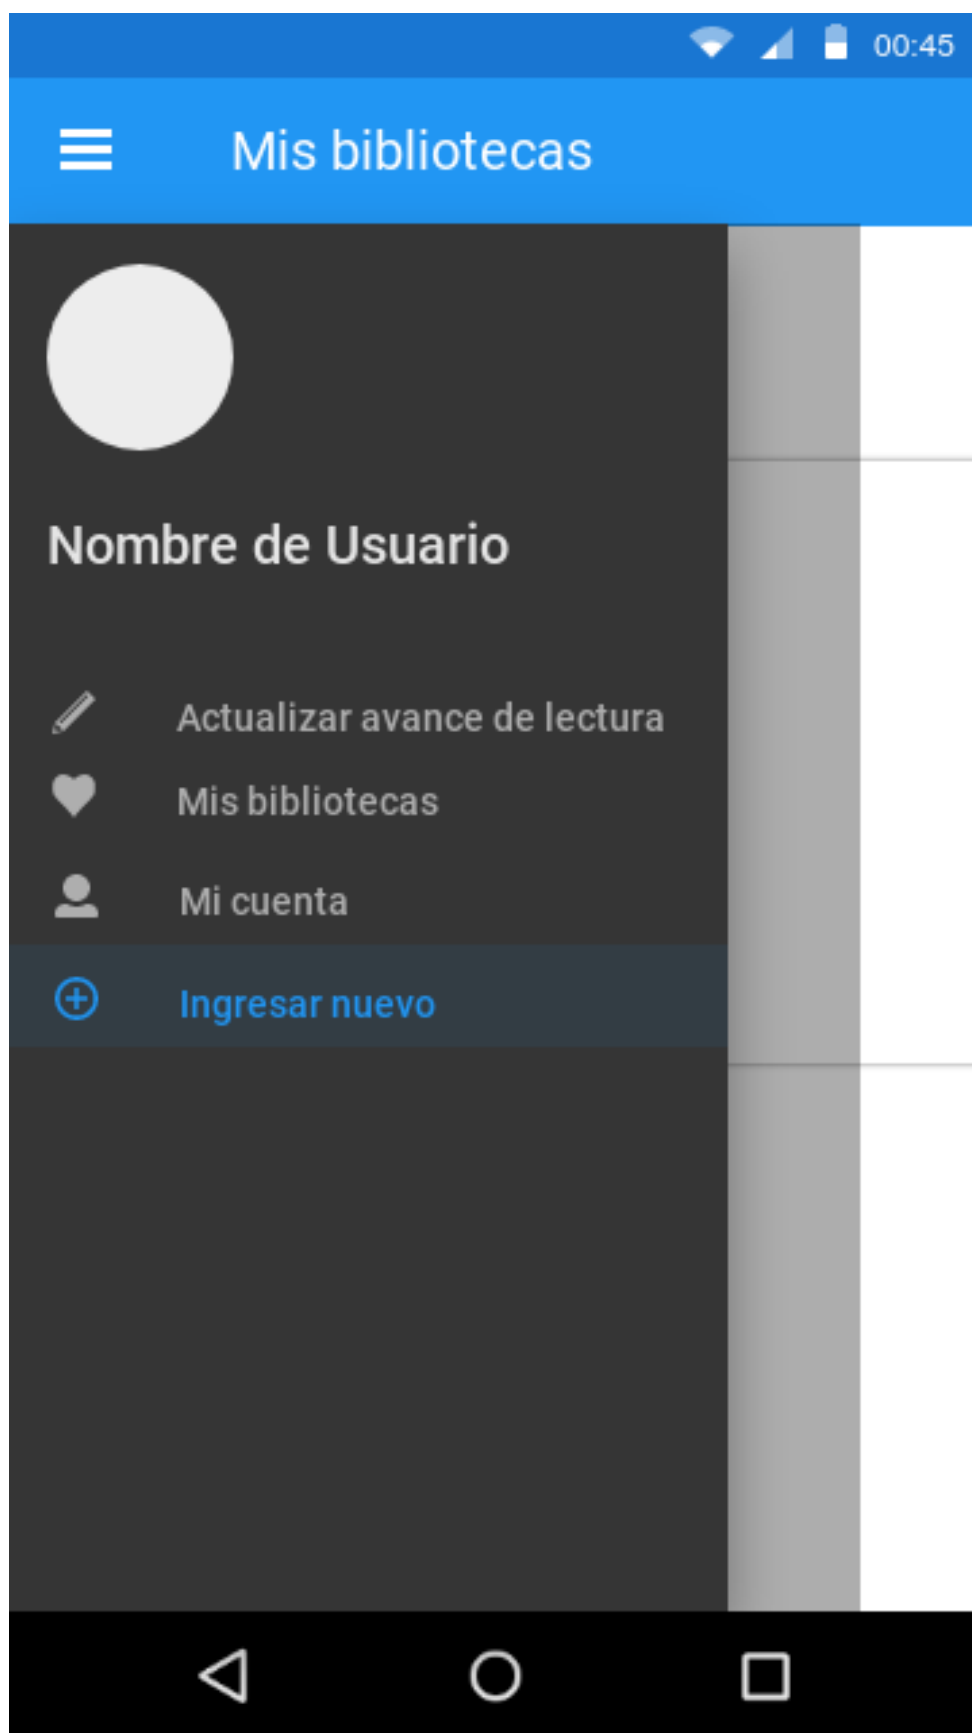 00:45
Mis bibliotecas
Nombre de Usuario
Actualizar avance de lectura
Mis bibliotecas
Mi cuenta
Ingresar nuevo